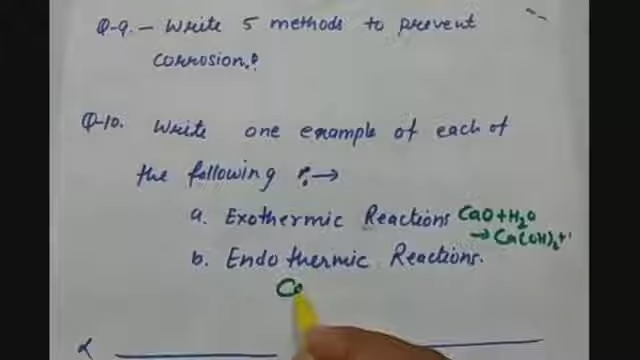 Q-9. - Write 5 methods to prevent
corrosion.?
Q-10. Write one example of each of
the following ?. →
a. Exothermic Reactions CaO + H₂O
→ Ca(OH)₂ +
b. Endothermic Reactions.